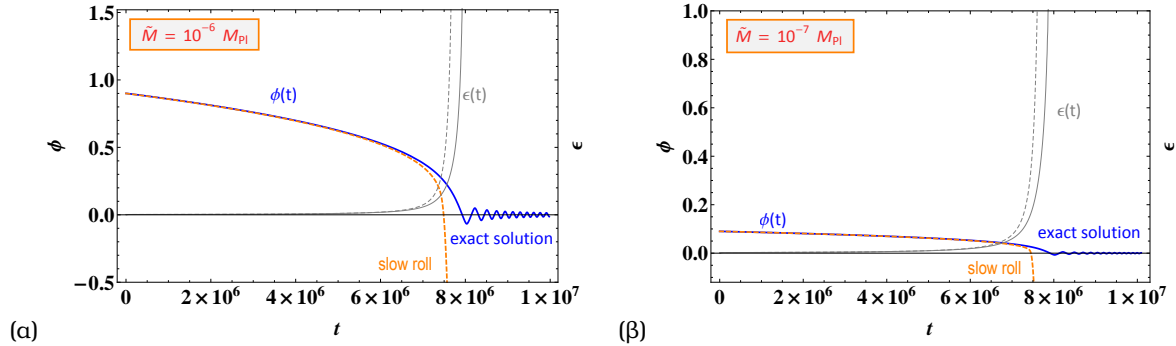 M̃ = 10⁻⁶ M_Pl
ϕ(t)
ϵ(t)
exact solution
slow roll
1.5
1.0
0.5
0.0
−0.5
ϕ
ϵ
0 2×10⁶ 4×10⁶ 6×10⁶ 8×10⁶ 1×10⁷
t
(α)
M̃ = 10⁻⁷ M_Pl
ϵ(t)
ϕ(t)
exact solution
slow roll
1.0
0.8
0.6
0.4
0.2
0.0
ϕ
ϵ
0 2×10⁶ 4×10⁶ 6×10⁶ 8×10⁶ 1×10⁷
t
(β)